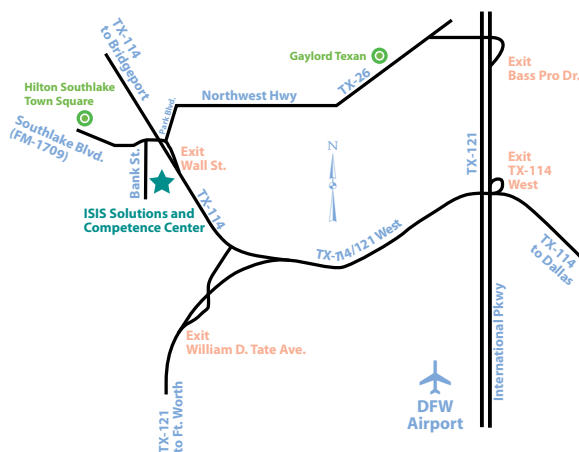 TX-114
to Bridgeport
Gaylord Texan
TX-26
Exit
Bass Pro Dr.
Hilton Southlake
Town Square
Northwest Hwy
Park Blvd.
Southlake Blvd.
(FM-1709)
Bank St.
Exit
Wall St.
N
S
TX-121
Exit
TX-114
West
ISIS Solutions and
Competence Center
TX-114
TX-114/121 West
TX-114
to Dallas
Exit
William D. Tate Ave.
International Pkwy
DFW
Airport
TX-121
to Ft. Worth